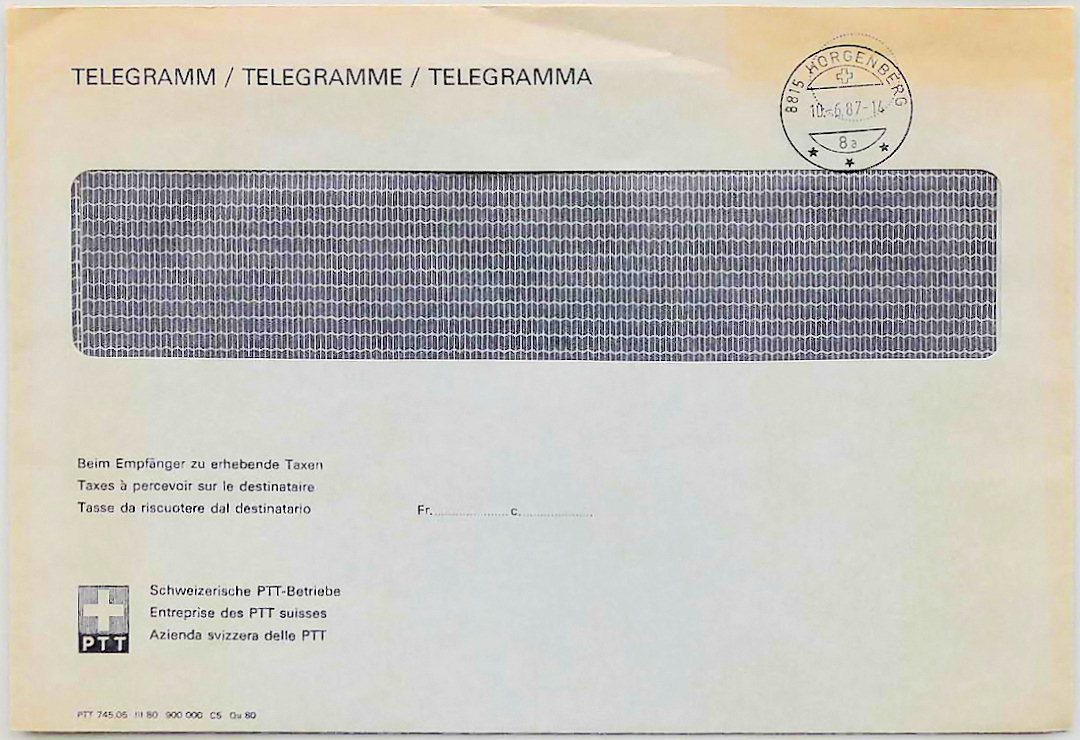 TELEGRAMM / TELEGRAMME / TELEGRAMMA
8815 HORGENBERG
10.-6.87-14
8a
Beim Empfänger zu erhebende Taxen
Taxes à percevoir sur le destinataire
Tasse da riscuotere dal destinatario
Fr. c.
PTT
Schweizerische PTT-Betriebe
Entreprise des PTT suisses
Azienda svizzera delle PTT
PTT 745.06 III 80 900 000 C5 Qu 80